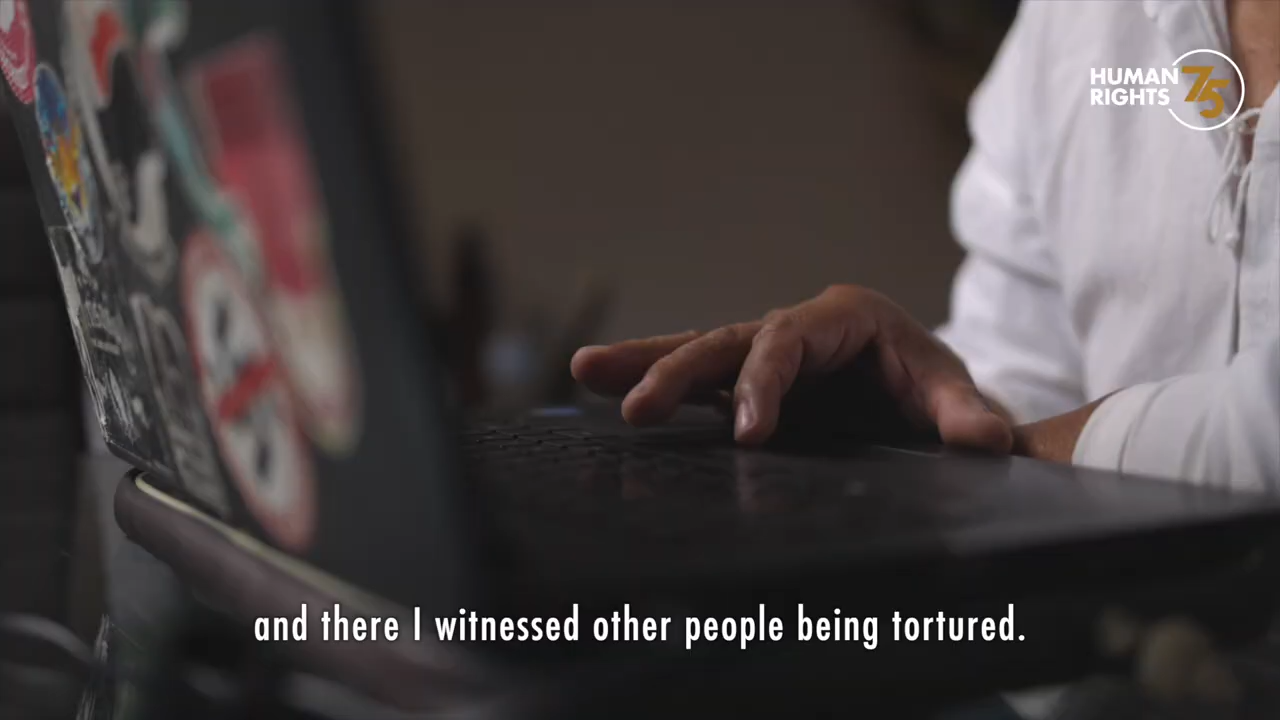 HUMAN
RIGHTS 75
and there I witnessed other people being tortured.